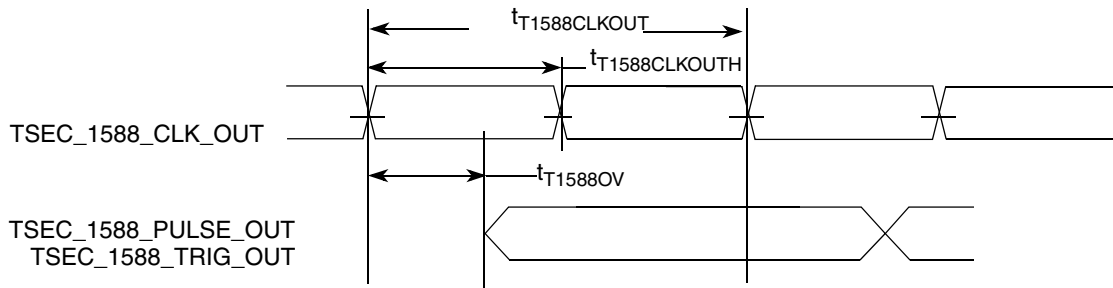 tT1588CLKOUT
tT1588CLKOUTH
TSEC_1588_CLK_OUT
tT1588OV
TSEC_1588_PULSE_OUT
TSEC_1588_TRIG_OUT